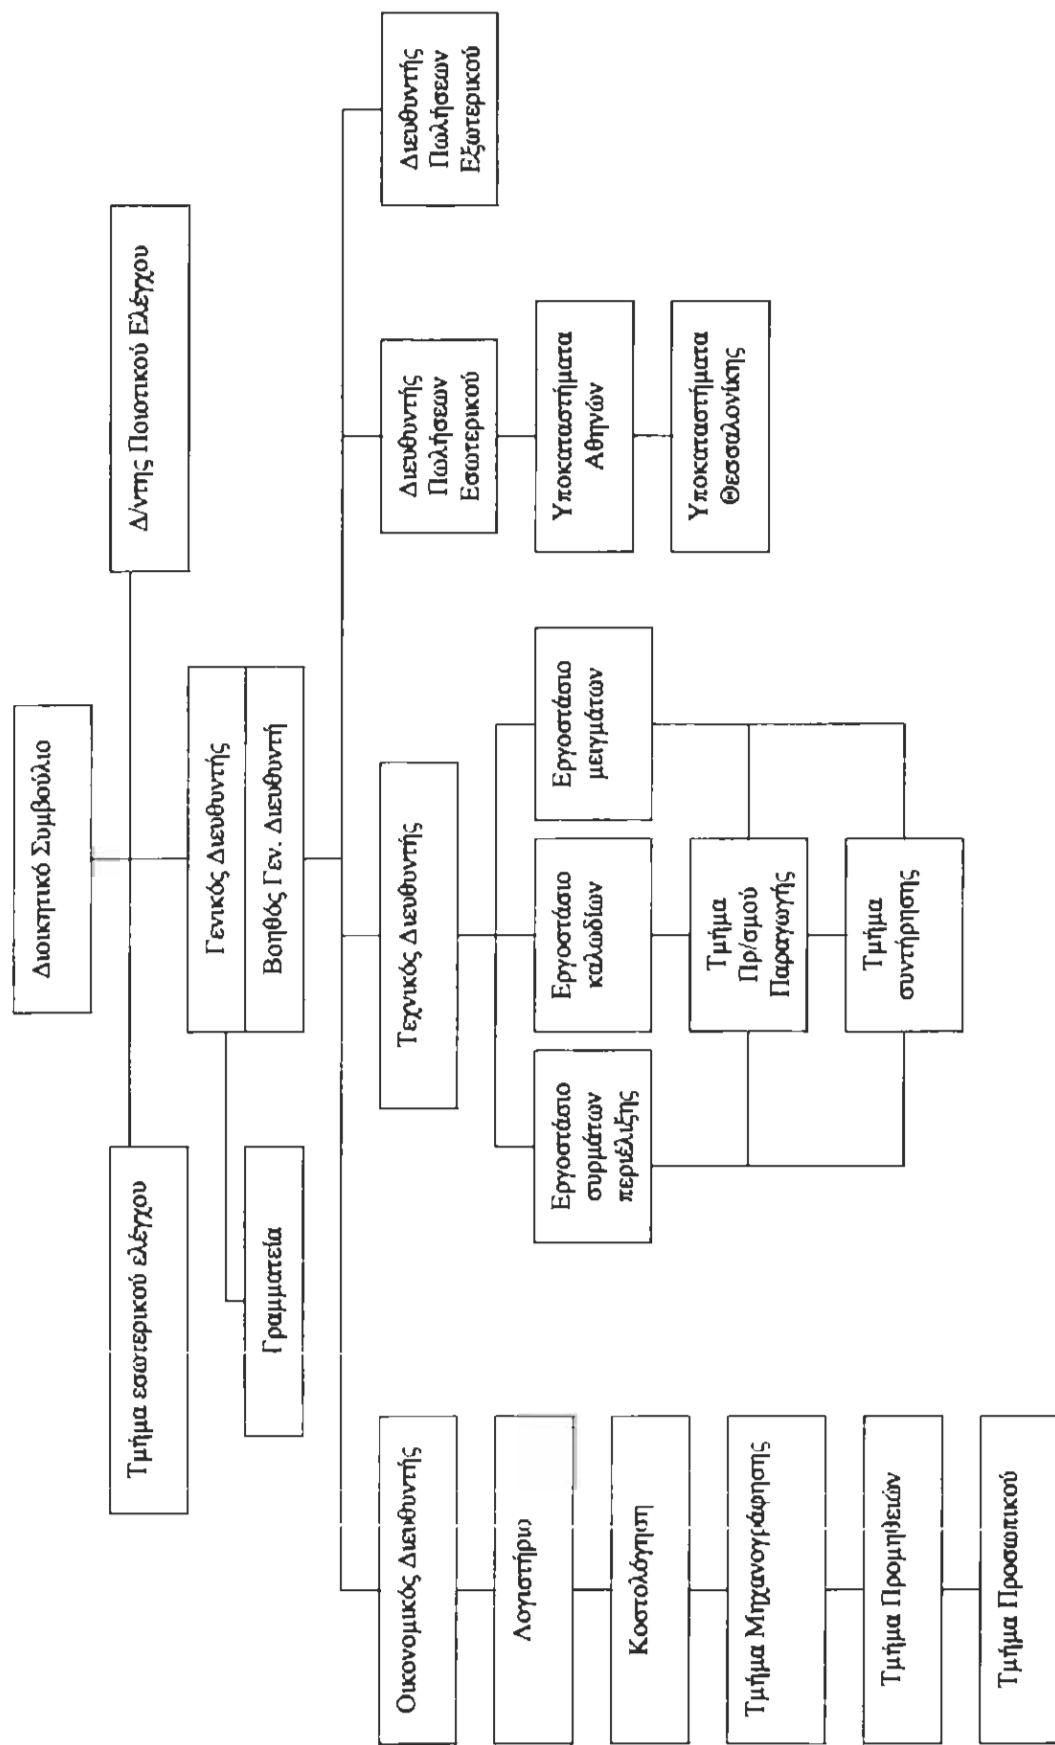 Διοικητικό Συμβούλιο
Τμήμα εσωτερικού ελέγχου
Δ/ντης Ποιοτικού Ελέγχου
Γενικός Διευθυντής
Βοηθός Γεν. Διευθυντή
Γραμματεία
Οικονομικός Διευθυντής
Λογιστήριο
Κοστολόγηση
Τμήμα Μηχανογράφησης
Τμήμα Προμηθειών
Τμήμα Προσωπικού
Τεχνικός Διευθυντής
Εργοστάσιο
συρμάτων
περιέλιξης
Εργοστάσιο
καλωδίων
Εργοστάσιο
μειγμάτων
Τμήμα
Πρ/σμού
Παραγωγής
Τμήμα
συντήρησης
Διευθυντής
Πωλήσεων
Εσωτερικού
Υποκαταστήματα
Αθηνών
Υποκαταστήματα
Θεσσαλονίκης
Διευθυντής
Πωλήσεων
Εξωτερικού